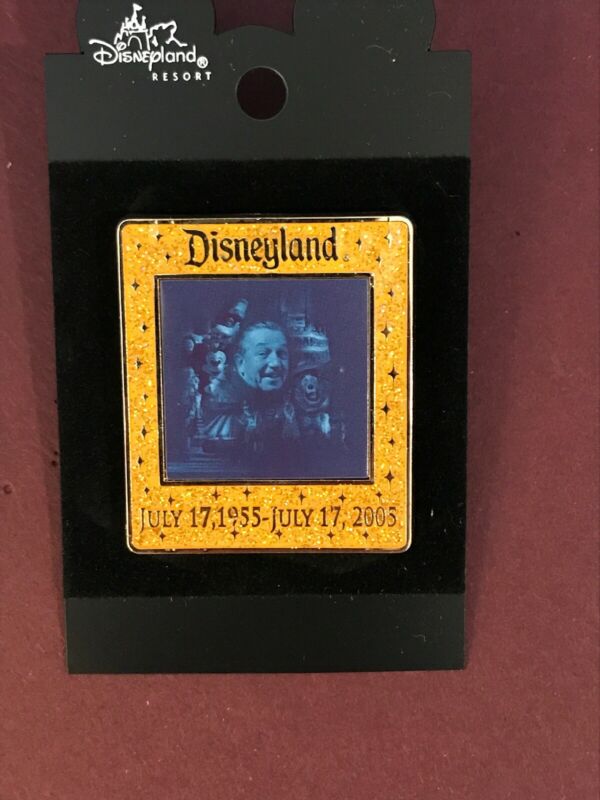 Disneyland®
RESORT
Disneyland®
JULY 17, 1955-JULY 17, 2005